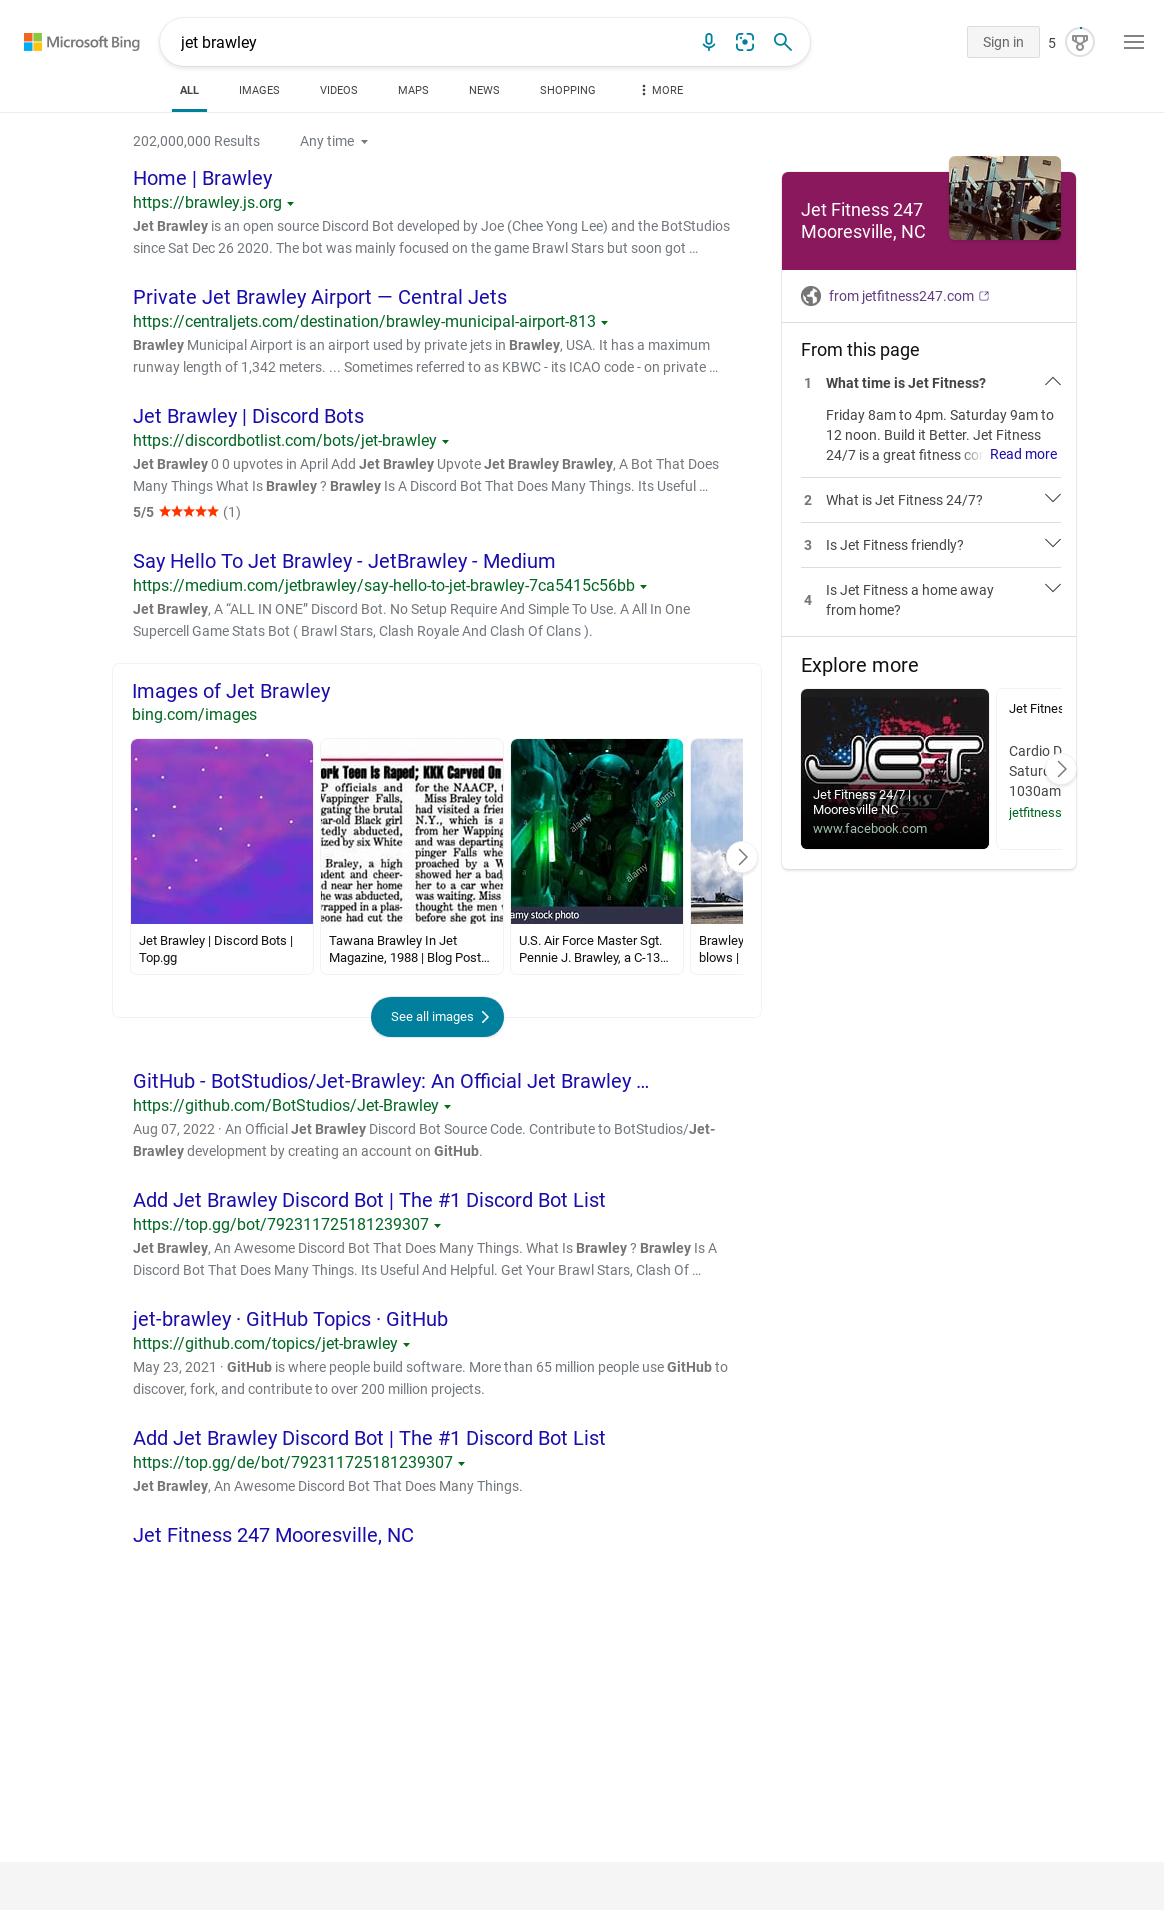 Microsoft Bing
jet brawley
Sign in
5
ALL
IMAGES
VIDEOS
MAPS
NEWS
SHOPPING
MORE
202,000,000 Results
Any time
Home | Brawley
https://brawley.js.org
Jet Brawley is an open source Discord Bot developed by Joe (Chee Yong Lee) and the BotStudios
since Sat Dec 26 2020. The bot was mainly focused on the game Brawl Stars but soon got …
Private Jet Brawley Airport — Central Jets
https://centraljets.com/destination/brawley-municipal-airport-813
Brawley Municipal Airport is an airport used by private jets in Brawley, USA. It has a maximum
runway length of 1,342 meters. ... Sometimes referred to as KBWC - its ICAO code - on private …
Jet Brawley | Discord Bots
https://discordbotlist.com/bots/jet-brawley
Jet Brawley 0 0 upvotes in April Add Jet Brawley Upvote Jet Brawley Brawley, A Bot That Does
Many Things What Is Brawley ? Brawley Is A Discord Bot That Does Many Things. Its Useful …
5/5 (1)
Say Hello To Jet Brawley - JetBrawley - Medium
https://medium.com/jetbrawley/say-hello-to-jet-brawley-7ca5415c56bb
Jet Brawley, A “ALL IN ONE” Discord Bot. No Setup Require And Simple To Use. A All In One
Supercell Game Stats Bot ( Brawl Stars, Clash Royale And Clash Of Clans ).
Images of Jet Brawley
bing.com/images
ork Teen Is Raped; KKK Carved On
P officials and
Wappinger Falls,
gating the brutal
ear-old Black girl
tedly abducted,
ized by six White
Braley, a high
dent and cheer-
d near her home
he was abducted,
wrapped in a plas-
eone had cut the
for the NAACP, t
Miss Braley told
had visited a frie
N.Y., which is a
from her Wapping
and was departing
pinger Falls whe
proached by a W
showed her a badg
her to a car wher
was waiting. Miss
thought the men w
before she got ins
alamy
alamy
alamy
amy stock photo
Jet Brawley | Discord Bots |
Top.gg
Tawana Brawley In Jet
Magazine, 1988 | Blog Post…
U.S. Air Force Master Sgt.
Pennie J. Brawley, a C-13…
Brawley
blows |
See all images
GitHub - BotStudios/Jet-Brawley: An Official Jet Brawley …
https://github.com/BotStudios/Jet-Brawley
Aug 07, 2022 · An Official Jet Brawley Discord Bot Source Code. Contribute to BotStudios/Jet-
Brawley development by creating an account on GitHub.
Add Jet Brawley Discord Bot | The #1 Discord Bot List
https://top.gg/bot/792311725181239307
Jet Brawley, An Awesome Discord Bot That Does Many Things. What Is Brawley ? Brawley Is A
Discord Bot That Does Many Things. Its Useful And Helpful. Get Your Brawl Stars, Clash Of …
jet-brawley · GitHub Topics · GitHub
https://github.com/topics/jet-brawley
May 23, 2021 · GitHub is where people build software. More than 65 million people use GitHub to
discover, fork, and contribute to over 200 million projects.
Add Jet Brawley Discord Bot | The #1 Discord Bot List
https://top.gg/de/bot/792311725181239307
Jet Brawley, An Awesome Discord Bot That Does Many Things.
Jet Fitness 247 Mooresville, NC
Jet Fitness 247
Mooresville, NC
from jetfitness247.com
From this page
1 What time is Jet Fitness?
Friday 8am to 4pm. Saturday 9am to
12 noon. Build it Better. Jet Fitness
24/7 is a great fitness co Read more
2 What is Jet Fitness 24/7?
3 Is Jet Fitness friendly?
4 Is Jet Fitness a home away
from home?
Explore more
JET
Fitness
Jet Fitness 24/7 |
Mooresville NC
www.facebook.com
Jet Fitnes
Cardio D
Satur
1030am
jetfitness